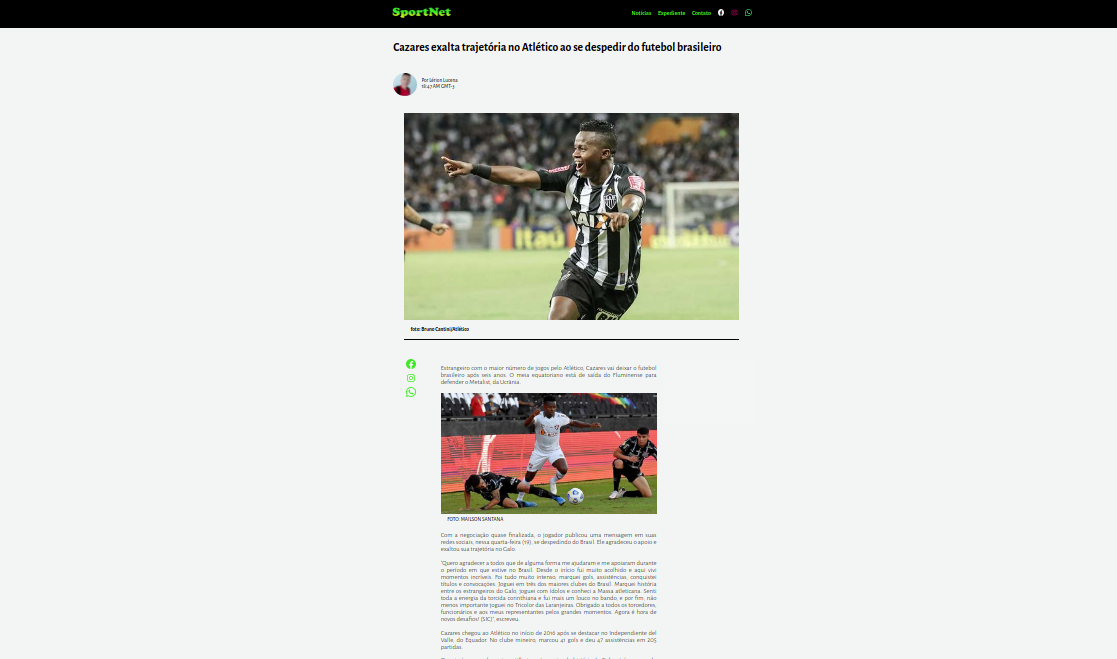 SportNet
Notícias Expediente Contato
Cazares exalta trajetória no Atlético ao se despedir do futebol brasileiro
Por Lérion Lucena
18:47 AM GMT-3
CAIXA
Itaú
foto: Bruno Cantini/Atlético
Estrangeiro com o maior número de jogos pelo Atlético, Cazares vai deixar o futebol
brasileiro após seis anos. O meia equatoriano está de saída do Fluminense para
defender o Metalist, da Ucrânia.
FOTO: MAILSON SANTANA
Com a negociação quase finalizada, o jogador publicou uma mensagem em suas
redes sociais, nessa quarta-feira (19), se despedindo do Brasil. Ele agradeceu o apoio e
exaltou sua trajetória no Galo.
"Quero agradecer a todos que de alguma forma me ajudaram e me apoiaram durante
o período em que estive no Brasil. Desde o início fui muito acolhido e aqui vivi
momentos incríveis. Foi tudo muito intenso, marquei gols, assistências, conquistei
títulos e convocações. Joguei em três dos maiores clubes do Brasil. Marquei história
entre os estrangeiros do Galo, joguei com ídolos e conheci a Massa atleticana. Senti
toda a energia da torcida corinthiana e fui mais um louco no bando, e por fim, não
menos importante joguei no Tricolor das Laranjeiras. Obrigado a todos os torcedores,
funcionários e aos meus representantes pelos grandes momentos. Agora é hora de
novos desafios! (SIC)", escreveu.
Cazares chegou ao Atlético no início de 2016 após se destacar no Independiente del
Valle, do Equador. No clube mineiro, marcou 41 gols e deu 47 assistências em 205
partidas.